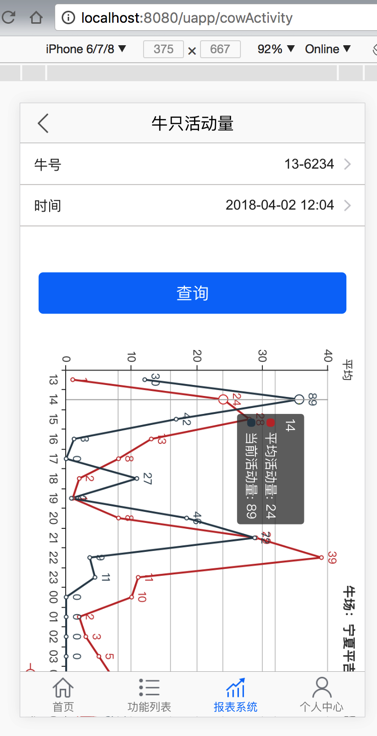 localhost:8080/uapp/cowActivity
iPhone 6/7/8 ▼ 375 × 667 92% ▼ Online ▼
牛只活动量
牛号 13-6234
时间 2018-04-02 12:04
查询
平均
0 10 20 30 40
13 14 15 16 17 18 19 20 21 22 23 00 01 02 03
1 24 28 13 8 2 8 39 11 10 2 3 5
30 89 42 3 0 27 46 9 11 0 0 0
14
平均活动量: 24
当前活动量: 89
牛场: 宁夏平吉
首页 功能列表 报表系统 个人中心